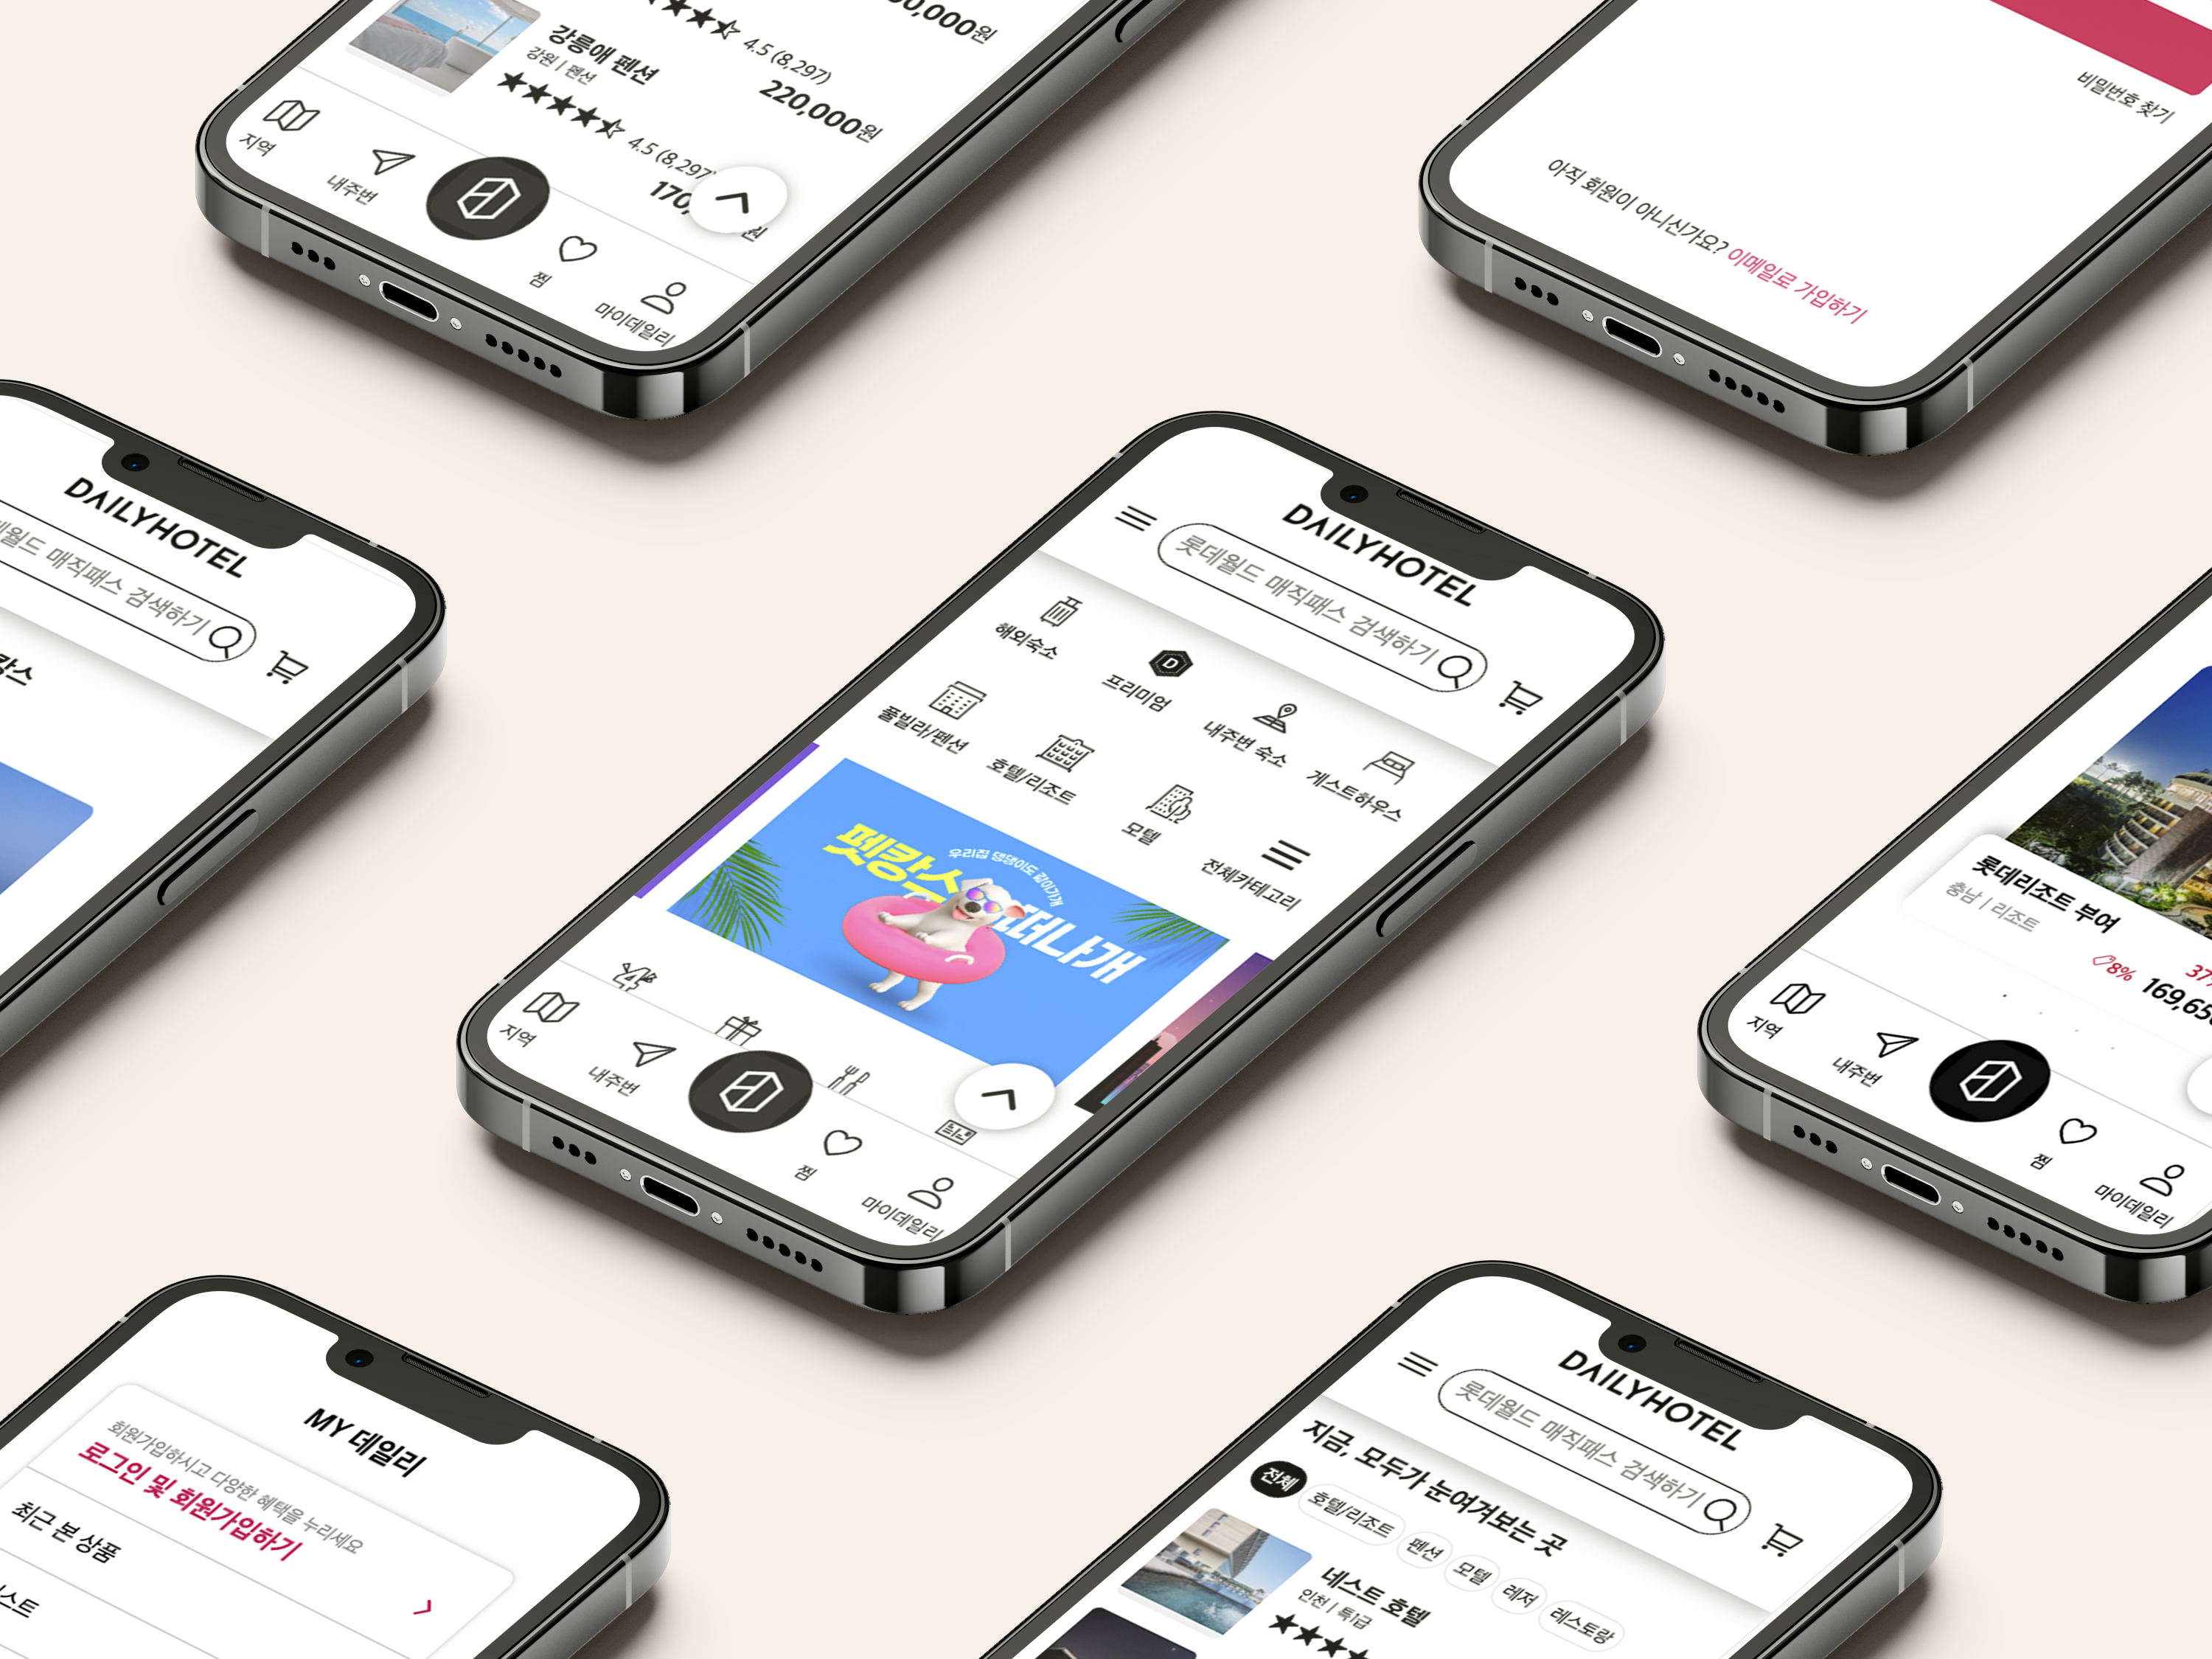 강릉애 펜션
강원 | 펜션
4.5 (8,297)
220,000원
4.5 (8,297)
지역
내주변
찜
마이데일리
비밀번호 찾기
아직 회원이 아니신가요? 이메일로 가입하기
DAILYHOTEL
매직패스 검색하기
DAILYHOTEL
롯데월드 매직패스 검색하기
해외숙소
프리미엄
내주변 숙소
게스트하우스
풀빌라/펜션
호텔/리조트
모텔
전체카테고리
우리집 댕댕이도 같이가개
펫캉스
떠나개
지역
내주변
찜
마이데일리
롯데리조트 부여
충남 | 리조트
8%
지역
내주변
찜
마이데일리
MY 데일리
회원가입하시고 다양한 혜택을 누리세요
로그인 및 회원가입하기
최근 본 상품
DAILYHOTEL
롯데월드 매직패스 검색하기
지금, 모두가 눈여겨보는 곳
전체
호텔/리조트
펜션
모텔
레저
레스토랑
네스트 호텔
인천 | 특1급